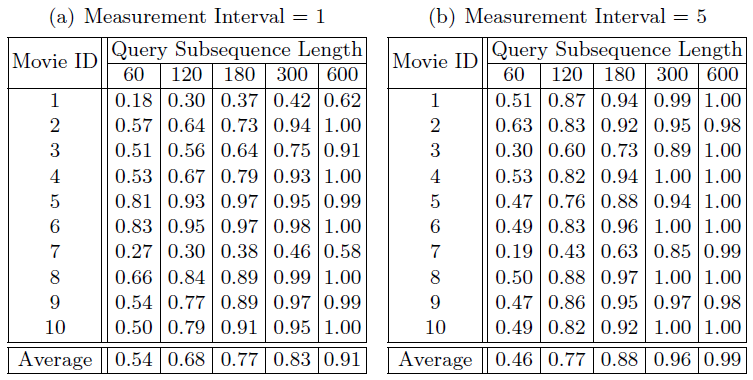 (a) Measurement Interval = 1
Movie ID Query Subsequence Length
60 120 180 300 600
1 0.18 0.30 0.37 0.42 0.62
2 0.57 0.64 0.73 0.94 1.00
3 0.51 0.56 0.64 0.75 0.91
4 0.53 0.67 0.79 0.93 1.00
5 0.81 0.93 0.97 0.95 0.99
6 0.83 0.95 0.97 0.98 1.00
7 0.27 0.30 0.38 0.46 0.58
8 0.66 0.84 0.89 0.99 1.00
9 0.54 0.77 0.89 0.97 0.99
10 0.50 0.79 0.91 0.95 1.00
Average 0.54 0.68 0.77 0.83 0.91
(b) Measurement Interval = 5
Movie ID Query Subsequence Length
60 120 180 300 600
1 0.51 0.87 0.94 0.99 1.00
2 0.63 0.83 0.92 0.95 0.98
3 0.30 0.60 0.73 0.89 1.00
4 0.53 0.82 0.94 1.00 1.00
5 0.47 0.76 0.88 0.94 1.00
6 0.49 0.83 0.96 1.00 1.00
7 0.19 0.43 0.63 0.85 0.99
8 0.50 0.88 0.97 1.00 1.00
9 0.47 0.86 0.95 0.97 0.98
10 0.49 0.82 0.92 1.00 1.00
Average 0.46 0.77 0.88 0.96 0.99